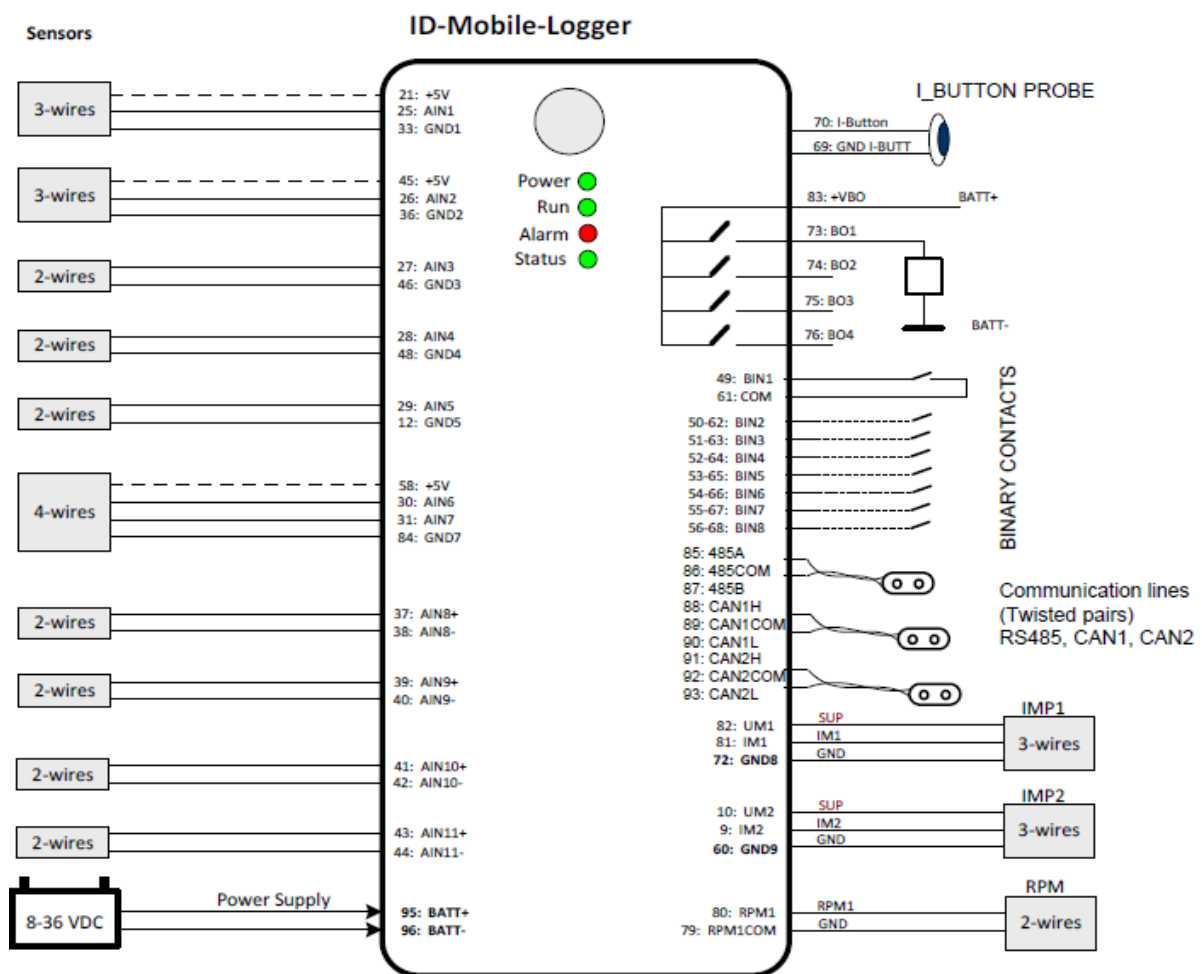 ID-Mobile-Logger
Sensors
3-wires
21: +5V
25: AIN1
33: GND1
3-wires
45: +5V
26: AIN2
36: GND2
2-wires
27: AIN3
46: GND3
2-wires
28: AIN4
48: GND4
2-wires
29: AIN5
12: GND5
4-wires
58: +5V
30: AIN6
31: AIN7
84: GND7
2-wires
37: AIN8+
38: AIN8-
2-wires
39: AIN9+
40: AIN9-
2-wires
41: AIN10+
42: AIN10-
2-wires
43: AIN11+
44: AIN11-
8-36 VDC
Power Supply
95: BATT+
96: BATT-
Power
Run
Alarm
Status
I_BUTTON PROBE
70: I-Button
69: GND I-BUTT
83: +VBO
BATT+
73: BO1
74: BO2
75: BO3
76: BO4
BATT-
49: BIN1
61: COM
50-62: BIN2
51-63: BIN3
52-64: BIN4
53-65: BIN5
54-66: BIN6
55-67: BIN7
56-68: BIN8
BINARY CONTACTS
85: 485A
86: 485COM
87: 485B
88: CAN1H
89: CAN1COM
90: CAN1L
91: CAN2H
92: CAN2COM
93: CAN2L
Communication lines
(Twisted pairs)
RS485, CAN1, CAN2
IMP1
82: UM1
SUP
81: IM1
IM1
72: GND8
GND
3-wires
IMP2
10: UM2
SUP
9: IM2
IM2
60: GND9
GND
3-wires
RPM
80: RPM1
RPM1
79: RPM1COM
GND
2-wires